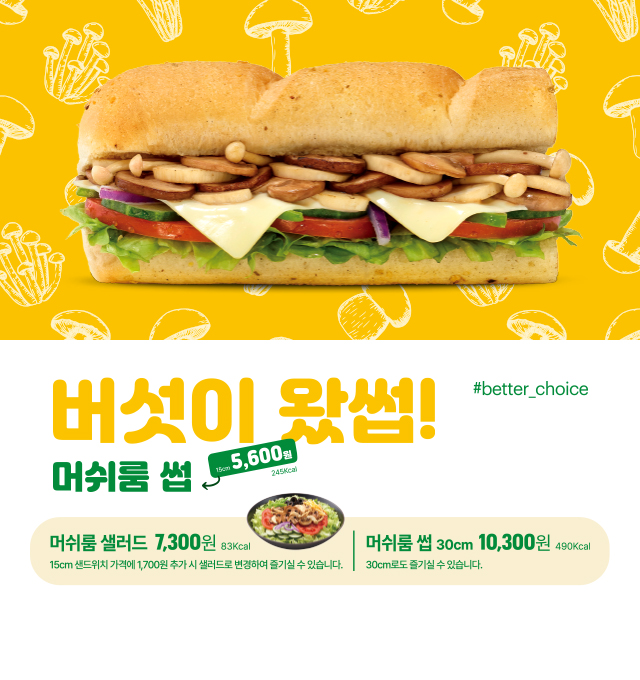 버섯이 왔썹!
#better_choice
머쉬룸 썹
15cm 5,600원
245Kcal
머쉬룸 샐러드 7,300원 83Kcal
15cm 샌드위치 가격에 1,700원 추가 시 샐러드로 변경하여 즐기실 수 있습니다.
머쉬룸 썹 30cm 10,300원 490Kcal
30cm로도 즐기실 수 있습니다.